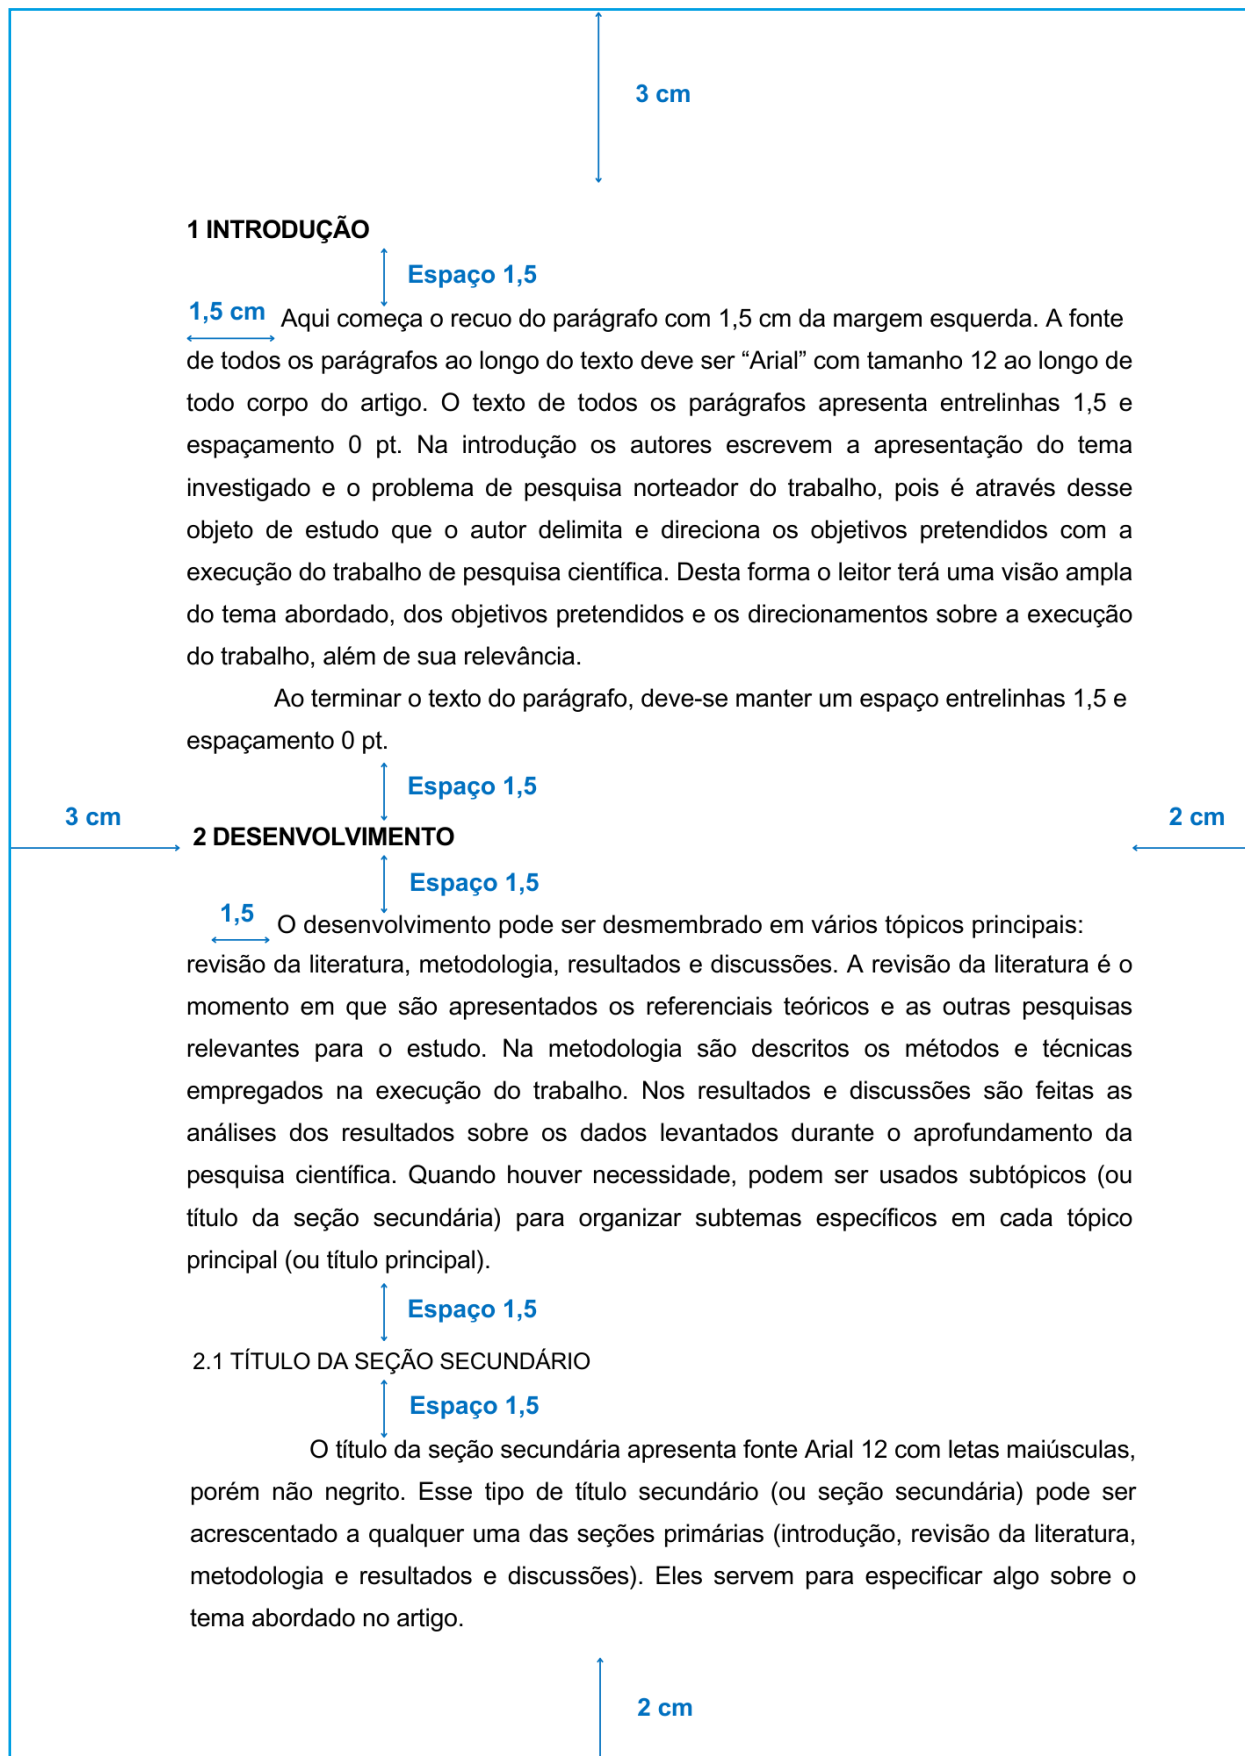 3 cm
1 INTRODUÇÃO
Espaço 1,5
1,5 cm
Aqui começa o recuo do parágrafo com 1,5 cm da margem esquerda. A fonte
de todos os parágrafos ao longo do texto deve ser “Arial” com tamanho 12 ao longo de
todo corpo do artigo. O texto de todos os parágrafos apresenta entrelinhas 1,5 e
espaçamento 0 pt. Na introdução os autores escrevem a apresentação do tema
investigado e o problema de pesquisa norteador do trabalho, pois é através desse
objeto de estudo que o autor delimita e direciona os objetivos pretendidos com a
execução do trabalho de pesquisa científica. Desta forma o leitor terá uma visão ampla
do tema abordado, dos objetivos pretendidos e os direcionamentos sobre a execução
do trabalho, além de sua relevância.
Ao terminar o texto do parágrafo, deve-se manter um espaço entrelinhas 1,5 e
espaçamento 0 pt.
Espaço 1,5
3 cm
2 cm
2 DESENVOLVIMENTO
Espaço 1,5
1,5
O desenvolvimento pode ser desmembrado em vários tópicos principais:
revisão da literatura, metodologia, resultados e discussões. A revisão da literatura é o
momento em que são apresentados os referenciais teóricos e as outras pesquisas
relevantes para o estudo. Na metodologia são descritos os métodos e técnicas
empregados na execução do trabalho. Nos resultados e discussões são feitas as
análises dos resultados sobre os dados levantados durante o aprofundamento da
pesquisa científica. Quando houver necessidade, podem ser usados subtópicos (ou
título da seção secundária) para organizar subtemas específicos em cada tópico
principal (ou título principal).
Espaço 1,5
2.1 TÍTULO DA SEÇÃO SECUNDÁRIO
Espaço 1,5
O título da seção secundária apresenta fonte Arial 12 com letas maiúsculas,
porém não negrito. Esse tipo de título secundário (ou seção secundária) pode ser
acrescentado a qualquer uma das seções primárias (introdução, revisão da literatura,
metodologia e resultados e discussões). Eles servem para especificar algo sobre o
tema abordado no artigo.
2 cm